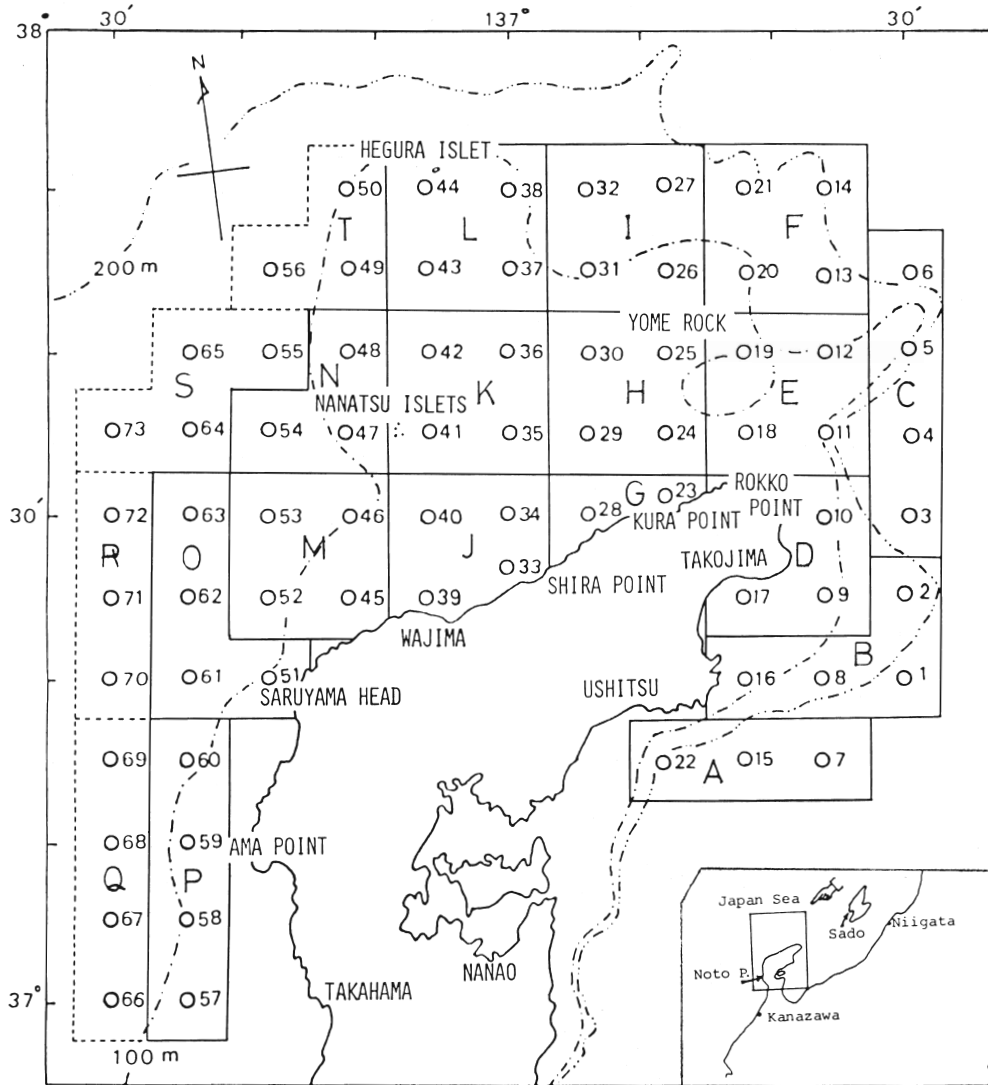 30′ 137° 30′
38°
N
HEGURA ISLET
50 44 38 32 27 21 14
T L I F
200 m
56 49 43 37 31 26 20 13 6
YOME ROCK
65 55 48 42 36 30 25 19 12 5
S N K H E C
NANATSU ISLETS
73 64 54 47 41 35 29 24 18 11 4
ROKKO
POINT
G 23
30′ 72 63 53 46 40 34 28 10 3
KURA POINT
R O M J TAKOJIMA D
33
SHIRA POINT
71 62 52 45 39 17 9 2
WAJIMA
B
70 61 51 16 8 1
SARUYAMA HEAD USHITSU
69 60 22 A 15 7
68 59 AMA POINT
Q P
67 58
Japan Sea
Sado Niigata
NANAO
Noto P.
TAKAHAMA
37° 66 57
Kanazawa
100 m